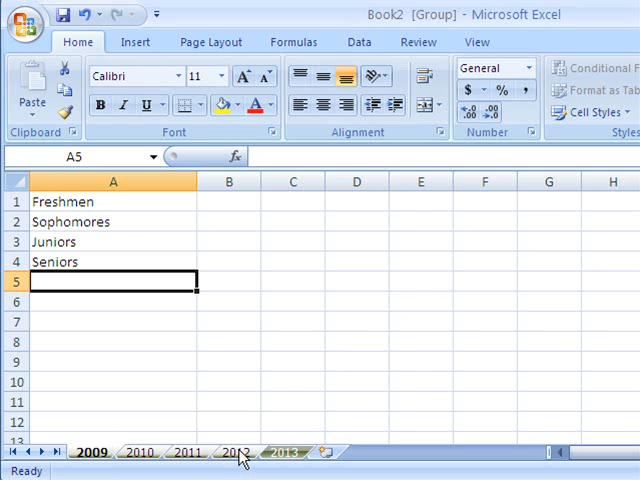 Book2 [Group] - Microsoft Excel
Home Insert Page Layout Formulas Data Review View
Calibri 11 A A General Conditional F
Paste Format as Tab
B I U A $ % , Cell Styles
Clipboard Font Alignment Number Styles
A5 fx
A B C D E F G H
1 Freshmen
2 Sophomores
3 Juniors
4 Seniors
5
6
7
8
9
10
11
12
13
2009 2010 2011 2012 2013
Ready